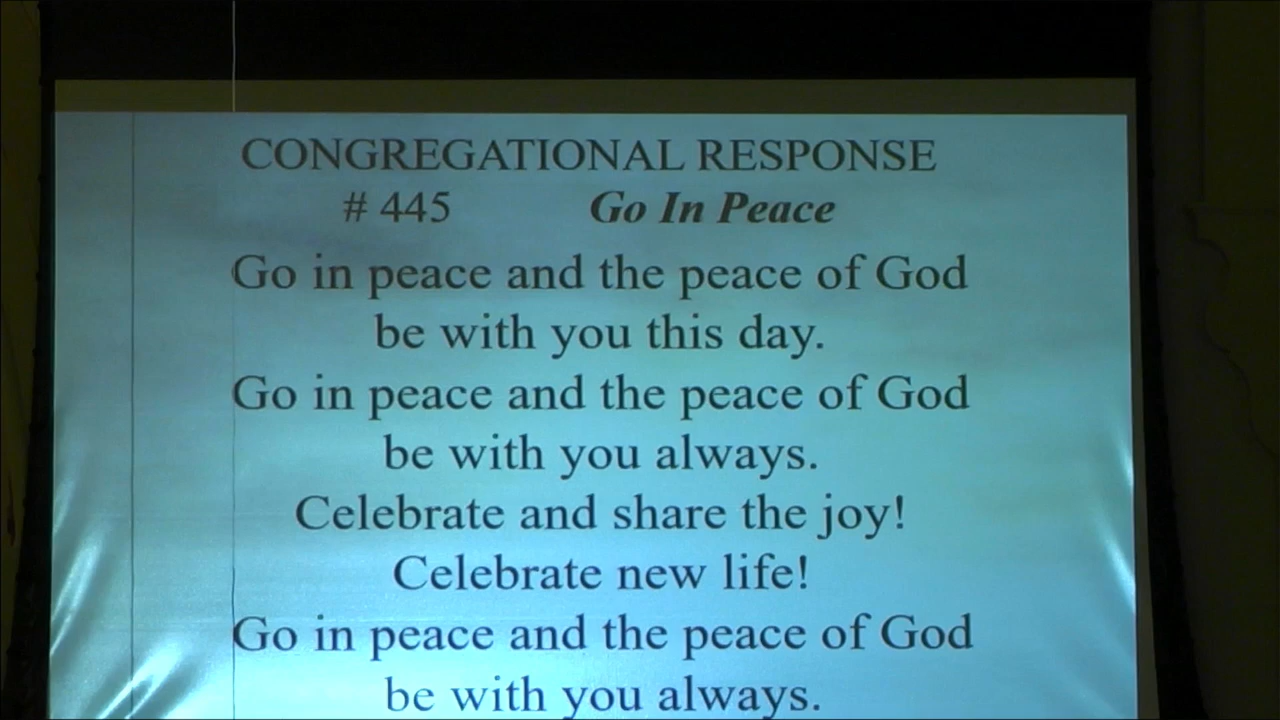 CONGREGATIONAL RESPONSE
# 445 Go In Peace
Go in peace and the peace of God
be with you this day.
Go in peace and the peace of God
be with you always.
Celebrate and share the joy!
Celebrate new life!
Go in peace and the peace of God
be with you always.